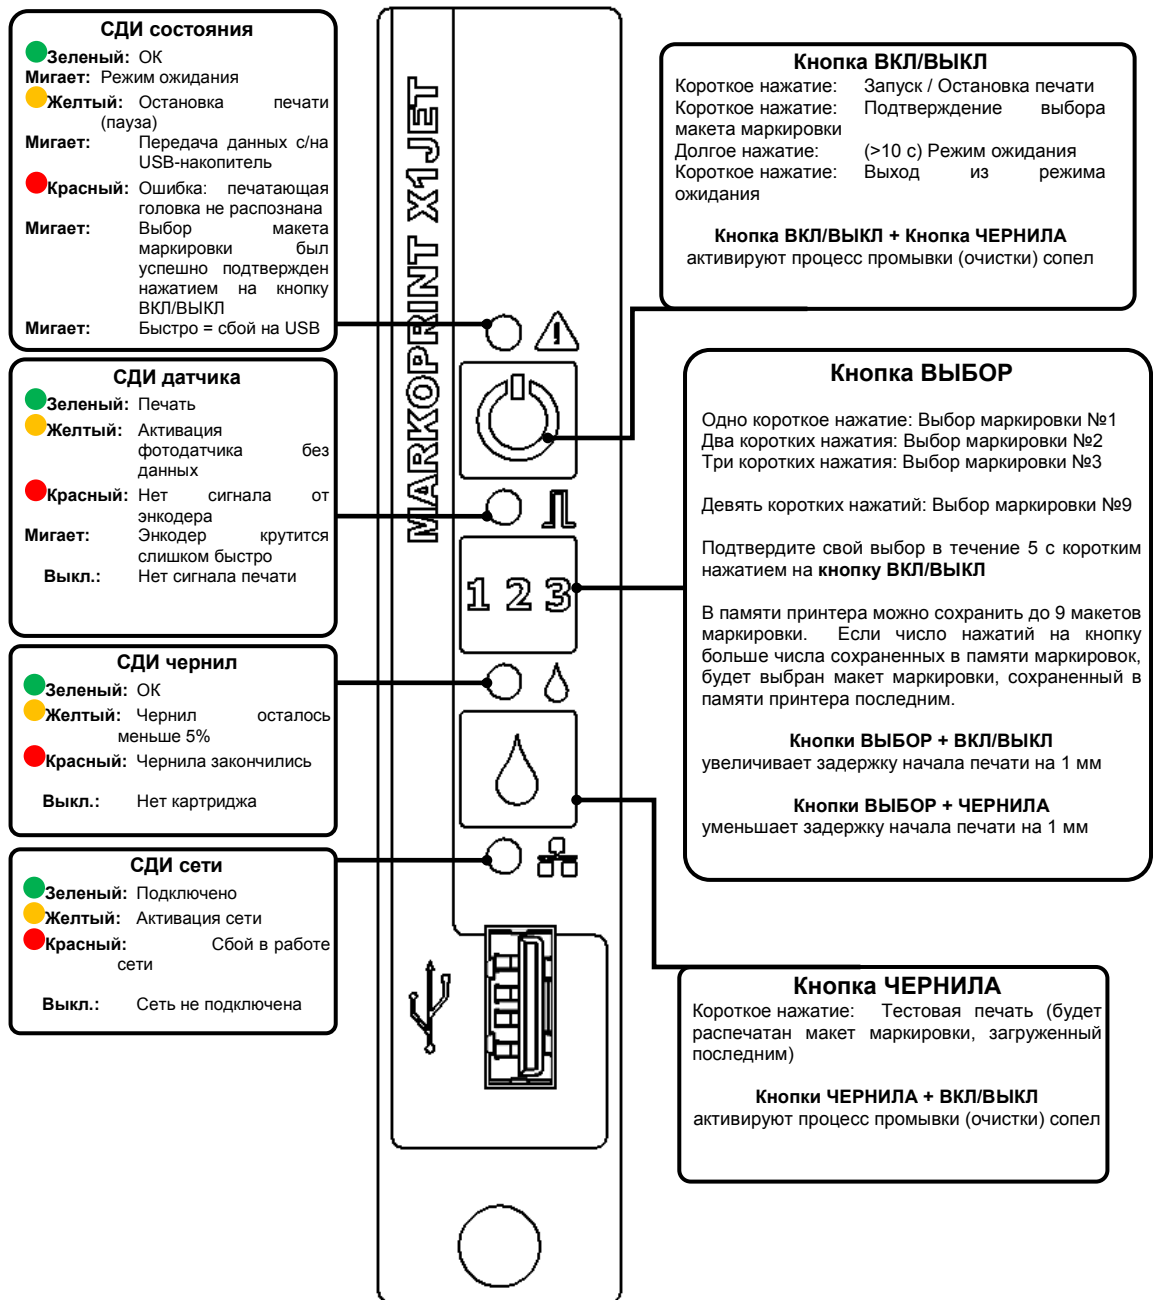 СДИ состояния
Зеленый: ОК
Мигает: Режим ожидания
Желтый: Остановка печати
(пауза)
Мигает: Передача данных с/на
USB-накопитель
Красный: Ошибка: печатающая
головка не распознана
Мигает: Выбор макета
маркировки был
успешно подтвержден
нажатием на кнопку
ВКЛ/ВЫКЛ
Мигает: Быстро = сбой на USB
СДИ датчика
Зеленый: Печать
Желтый: Активация
фотодатчика без
данных
Красный: Нет сигнала от
энкодера
Мигает: Энкодер крутится
слишком быстро
Выкл.: Нет сигнала печати
СДИ чернил
Зеленый: ОК
Желтый: Чернил осталось
меньше 5%
Красный: Чернила закончились
Выкл.: Нет картриджа
СДИ сети
Зеленый: Подключено
Желтый: Активация сети
Красный: Сбой в работе
сети
Выкл.: Сеть не подключена
MARKOPRINT X1JET
1 2 3
Кнопка ВКЛ/ВЫКЛ
Короткое нажатие: Запуск / Остановка печати
Короткое нажатие: Подтверждение выбора
макета маркировки
Долгое нажатие: (>10 с) Режим ожидания
Короткое нажатие: Выход из режима
ожидания
Кнопка ВКЛ/ВЫКЛ + Кнопка ЧЕРНИЛА
активируют процесс промывки (очистки) сопел
Кнопка ВЫБОР
Одно короткое нажатие: Выбор маркировки №1
Два коротких нажатия: Выбор маркировки №2
Три коротких нажатия: Выбор маркировки №3
Девять коротких нажатий: Выбор маркировки №9
Подтвердите свой выбор в течение 5 с коротким
нажатием на кнопку ВКЛ/ВЫКЛ
В памяти принтера можно сохранить до 9 макетов
маркировки. Если число нажатий на кнопку
больше числа сохраненных в памяти маркировок,
будет выбран макет маркировки, сохраненный в
памяти принтера последним.
Кнопки ВЫБОР + ВКЛ/ВЫКЛ
увеличивает задержку начала печати на 1 мм
Кнопки ВЫБОР + ЧЕРНИЛА
уменьшает задержку начала печати на 1 мм
Кнопка ЧЕРНИЛА
Короткое нажатие: Тестовая печать (будет
распечатан макет маркировки, загруженный
последним)
Кнопки ЧЕРНИЛА + ВКЛ/ВЫКЛ
активируют процесс промывки (очистки) сопел